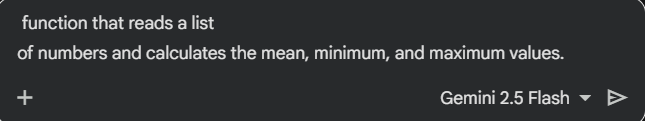 function that reads a list
of numbers and calculates the mean, minimum, and maximum values.
Gemini 2.5 Flash